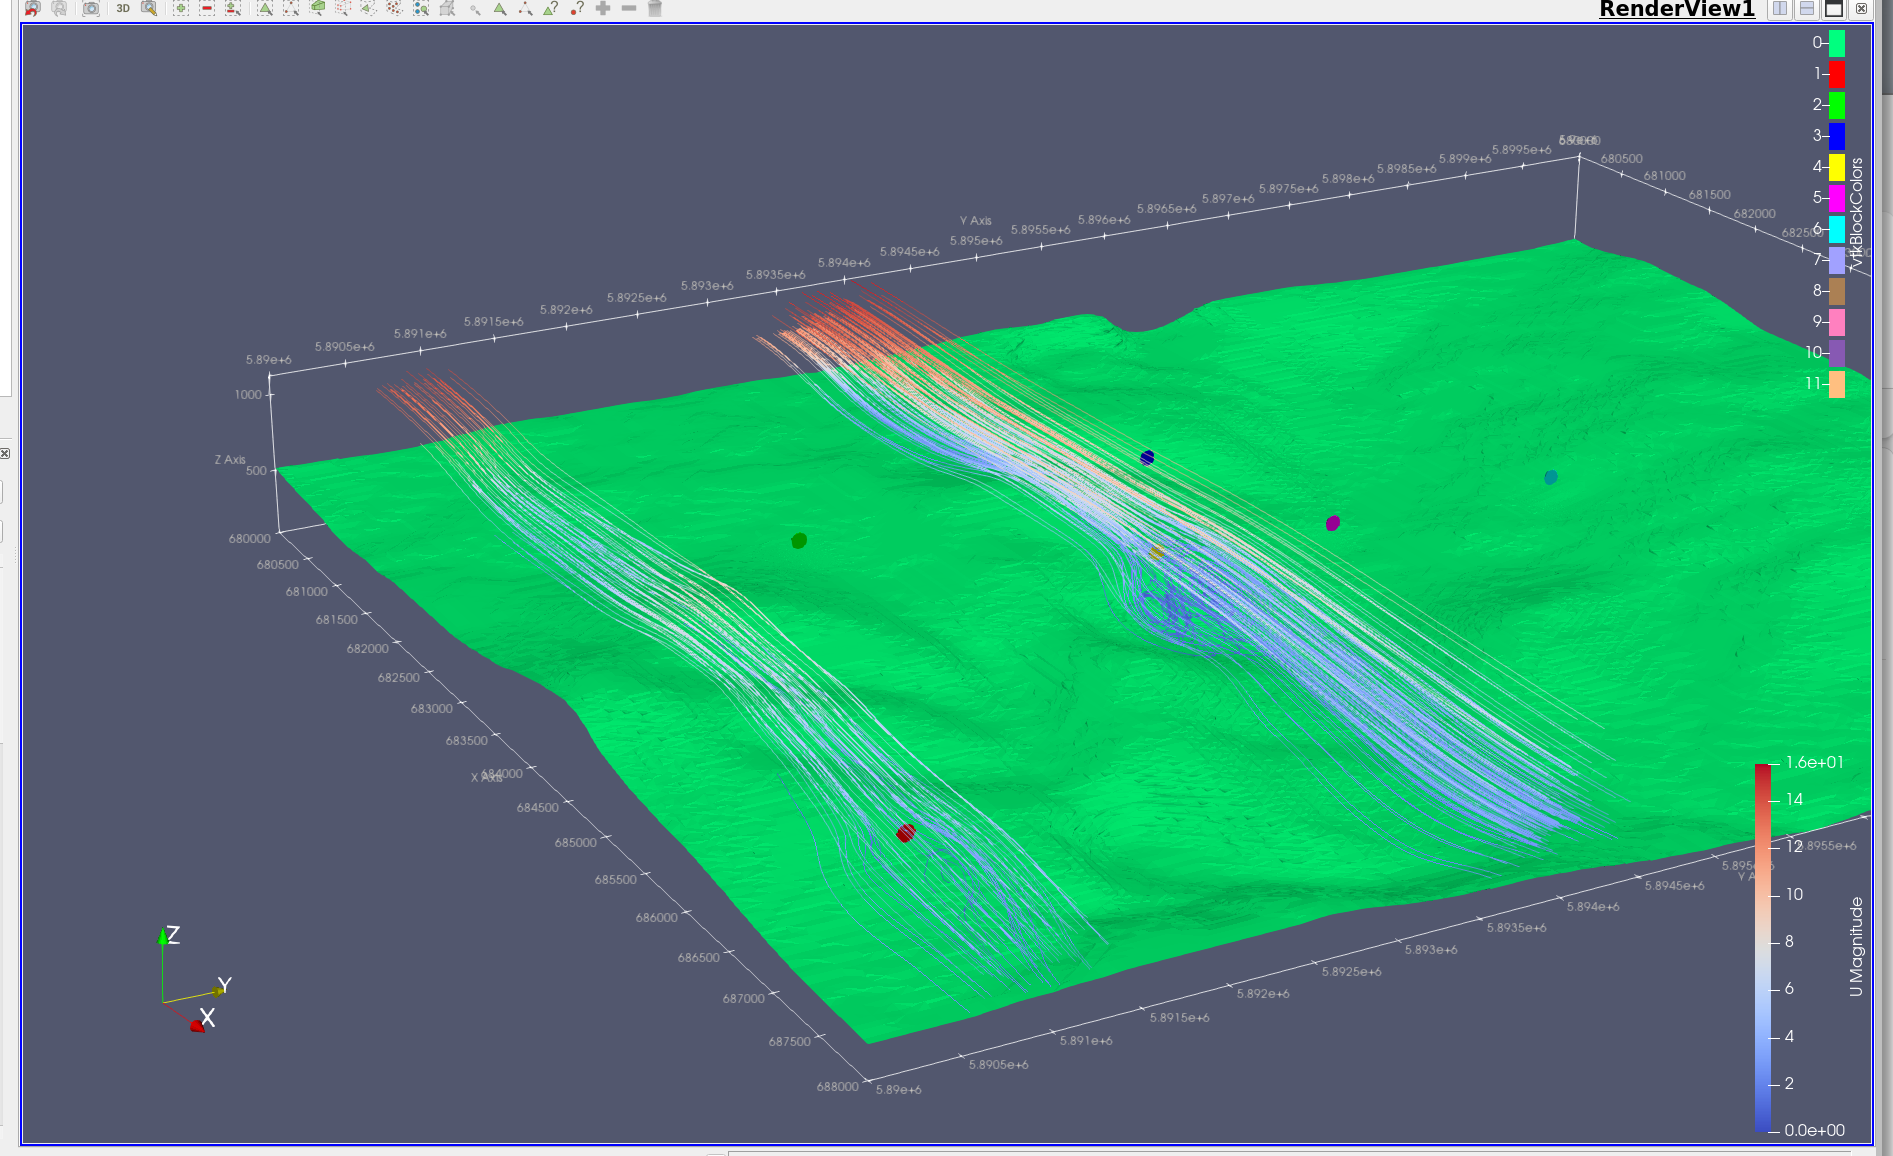 3D
RenderView1
0
1
2
3
4
5
6
7
8
9
10
11
vtkBlockColors
680500
681000
681500
682000
682500
5.8995e+6
5.899e+6
5.8985e+6
5.898e+6
5.8975e+6
5.897e+6
5.8965e+6
5.896e+6
5.8955e+6
5.895e+6
5.8945e+6
5.894e+6
5.8935e+6
5.893e+6
5.8925e+6
5.892e+6
5.8915e+6
5.891e+6
5.8905e+6
5.89e+6
Y Axis
1000
Z Axis
500
680000
680500
681000
681500
682000
682500
683000
683500
684000
X Axis
684500
685000
685500
686000
686500
687000
687500
688000
5.89e+6
5.8905e+6
5.891e+6
5.8915e+6
5.892e+6
5.8925e+6
5.893e+6
5.8935e+6
5.894e+6
5.8945e+6
1.6e+01
14
12
10
8
6
4
2
0.0e+00
U Magnitude
Z
Y
X